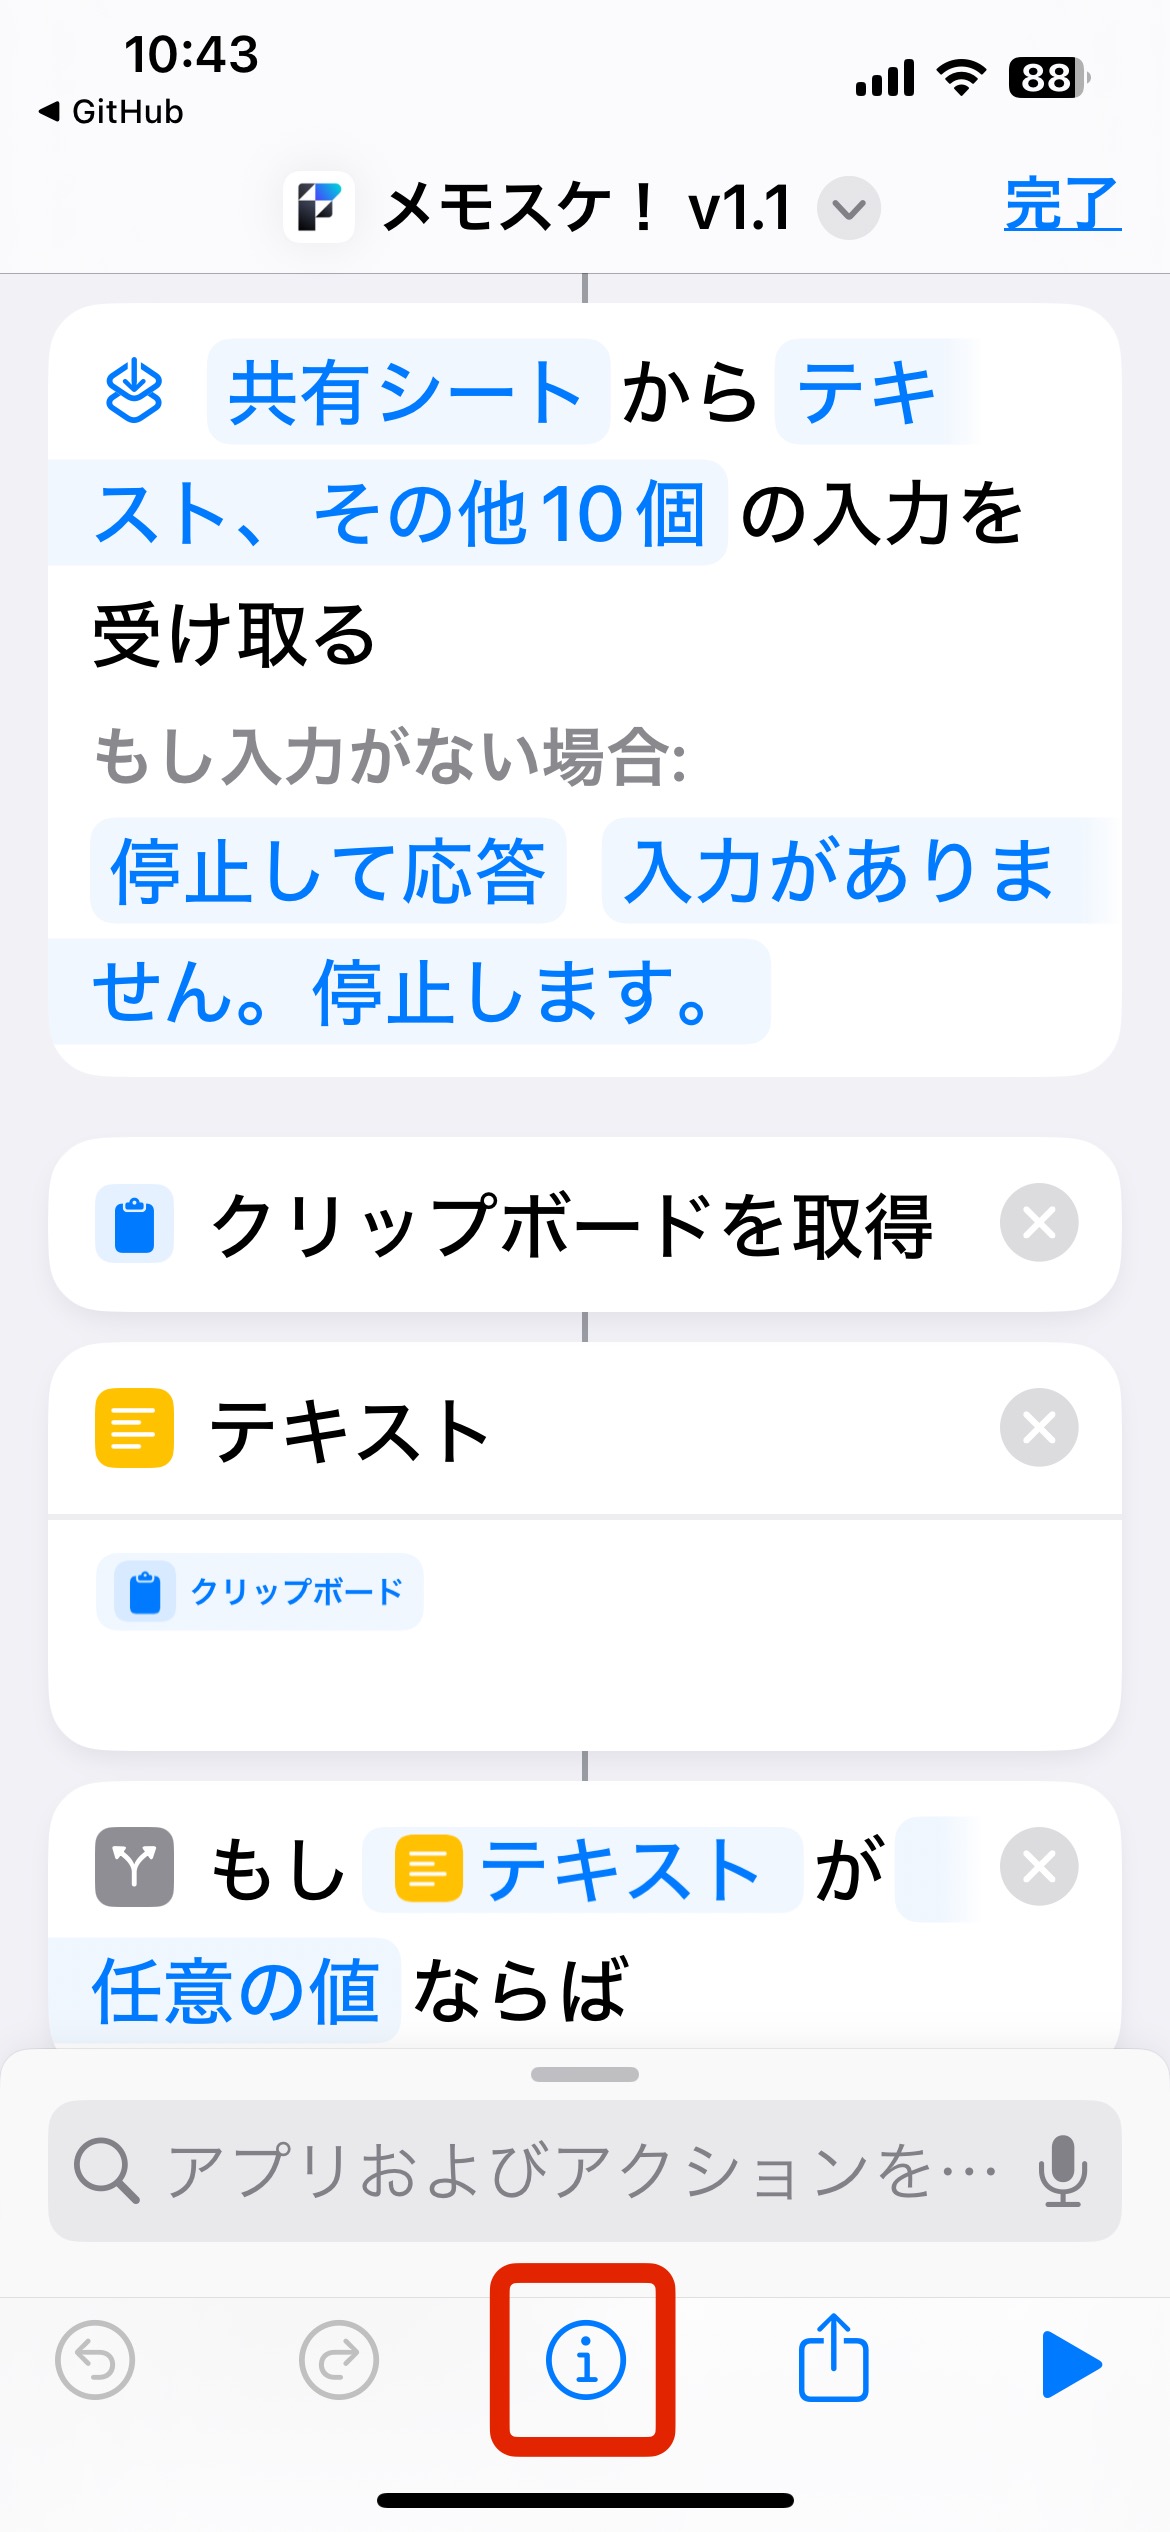 10:43
88
◀ GitHub
メモスケ！ v1.1
完了
共有シート から テキ
スト、その他10個 の入力を
受け取る
もし入力がない場合:
停止して応答 入力がありま
せん。停止します。
クリップボードを取得
テキスト
クリップボード
もし テキスト が
任意の値 ならば
アプリおよびアクションを…